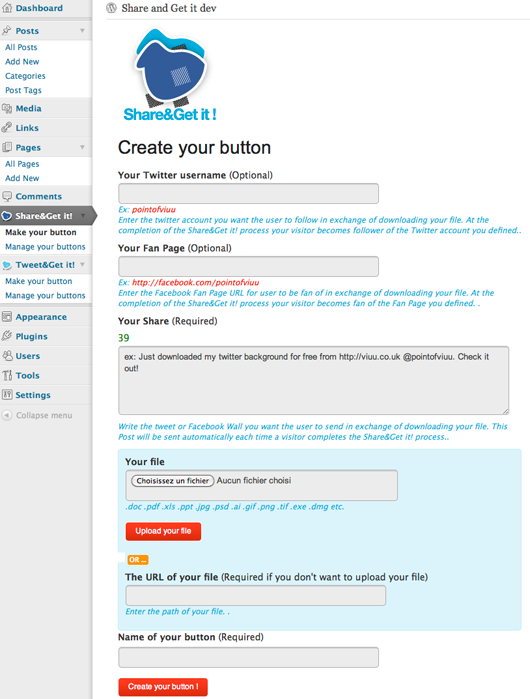 Dashboard
Posts
All Posts
Add New
Categories
Post Tags
Media
Links
Pages
All Pages
Add New
Comments
Share&Get it!
Make your button
Manage your buttons
Tweet&Get it!
Make your button
Manage your buttons
Appearance
Plugins
Users
Tools
Settings
Collapse menu
Share and Get it dev
Share&Get it !
Create your button
Your Twitter username (Optional)
Ex: pointofviuu
Enter the twitter account you want the user to follow in exchange of downloading your file. At the
completion of the Share&Get it! process your visitor becomes follower of the Twitter account you defined..
Your Fan Page (Optional)
Ex: http://facebook.com/pointofviuu
Enter the Facebook Fan Page URL for user to be fan of in exchange of downloading your file. At the
completion of the Share&Get it! process your visitor becomes fan of the Fan Page you defined. .
Your Share (Required)
39
ex: Just downloaded my twitter background for free from http://viuu.co.uk @pointofviuu. Check it
out!
Write the tweet or Facebook Wall you want the user to send in exchange of downloading your file. This
Post will be sent automatically each time a visitor completes the Share&Get it! process..
Your file
Choisissez un fichier Aucun fichier choisi
.doc .pdf .xls .ppt .jpg .psd .ai .gif .png .tif .exe .dmg etc.
Upload your file
OR ...
The URL of your file (Required if you don't want to upload your file)
Enter the path of your file. .
Name of your button (Required)
Create your button !